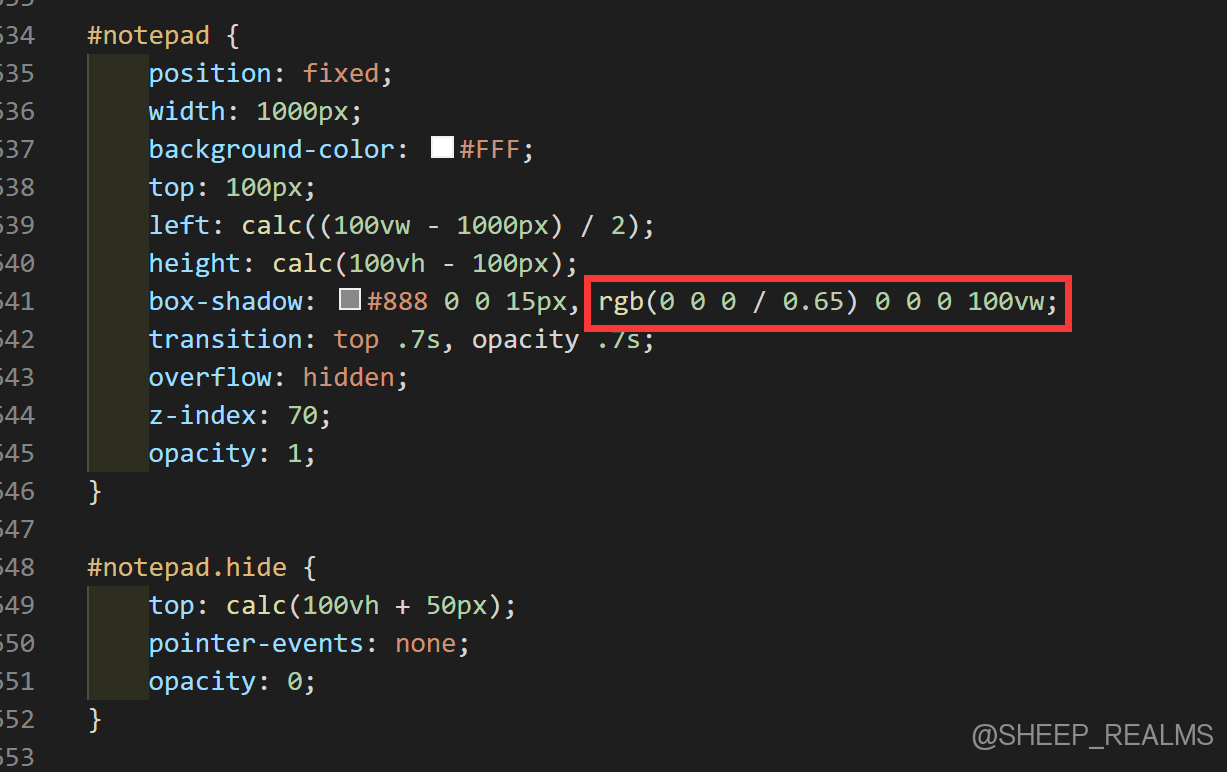 534 #notepad {
535 position: fixed;
536 width: 1000px;
537 background-color: #FFF;
538 top: 100px;
539 left: calc((100vw - 1000px) / 2);
540 height: calc(100vh - 100px);
541 box-shadow: #888 0 0 15px, rgb(0 0 0 / 0.65) 0 0 0 100vw;
542 transition: top .7s, opacity .7s;
543 overflow: hidden;
544 z-index: 70;
545 opacity: 1;
546 }
547
548 #notepad.hide {
549 top: calc(100vh + 50px);
550 pointer-events: none;
551 opacity: 0;
552 }
553
@SHEEP_REALMS